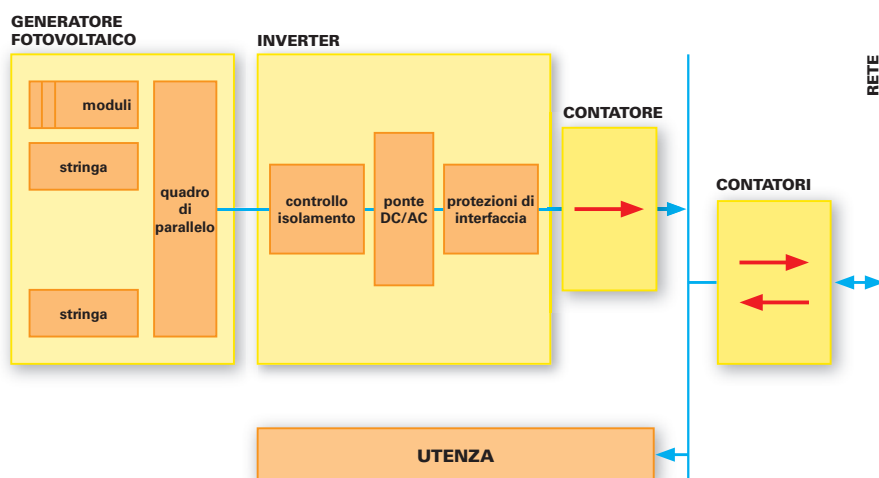 GENERATORE
FOTOVOLTAICO
INVERTER
RETE
moduli
CONTATORE
stringa
quadro
di
parallelo
controllo
isolamento
ponte
DC/AC
protezioni di
interfaccia
CONTATORI
stringa
UTENZA